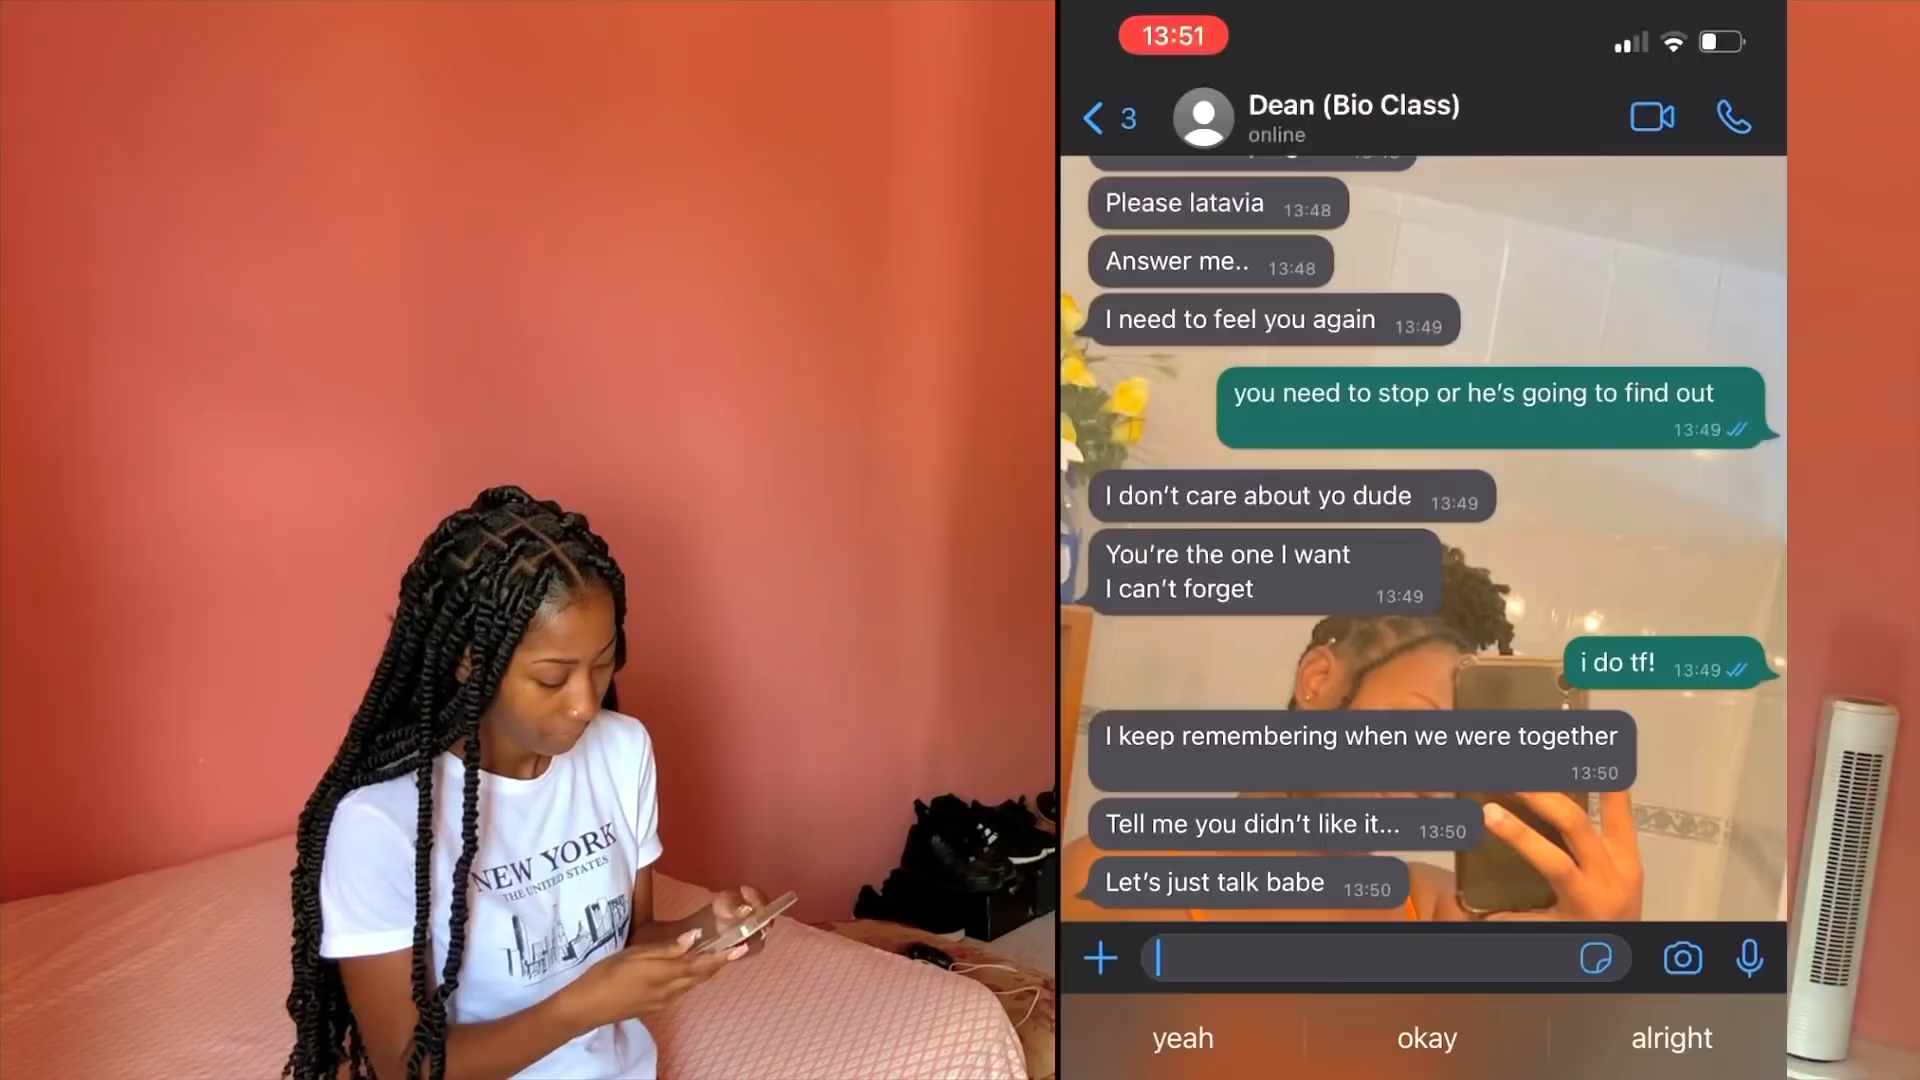 NEW YORK
THE UNITED STATES
13:51
3
Dean (Bio Class)
online
Please latavia 13:48
Answer me.. 13:48
I need to feel you again 13:49
you need to stop or he's going to find out
13:49
I don't care about yo dude 13:49
You're the one I want
I can't forget 13:49
i do tf! 13:49
I keep remembering when we were together
13:50
Tell me you didn't like it... 13:50
Let's just talk babe 13:50
yeah okay alright